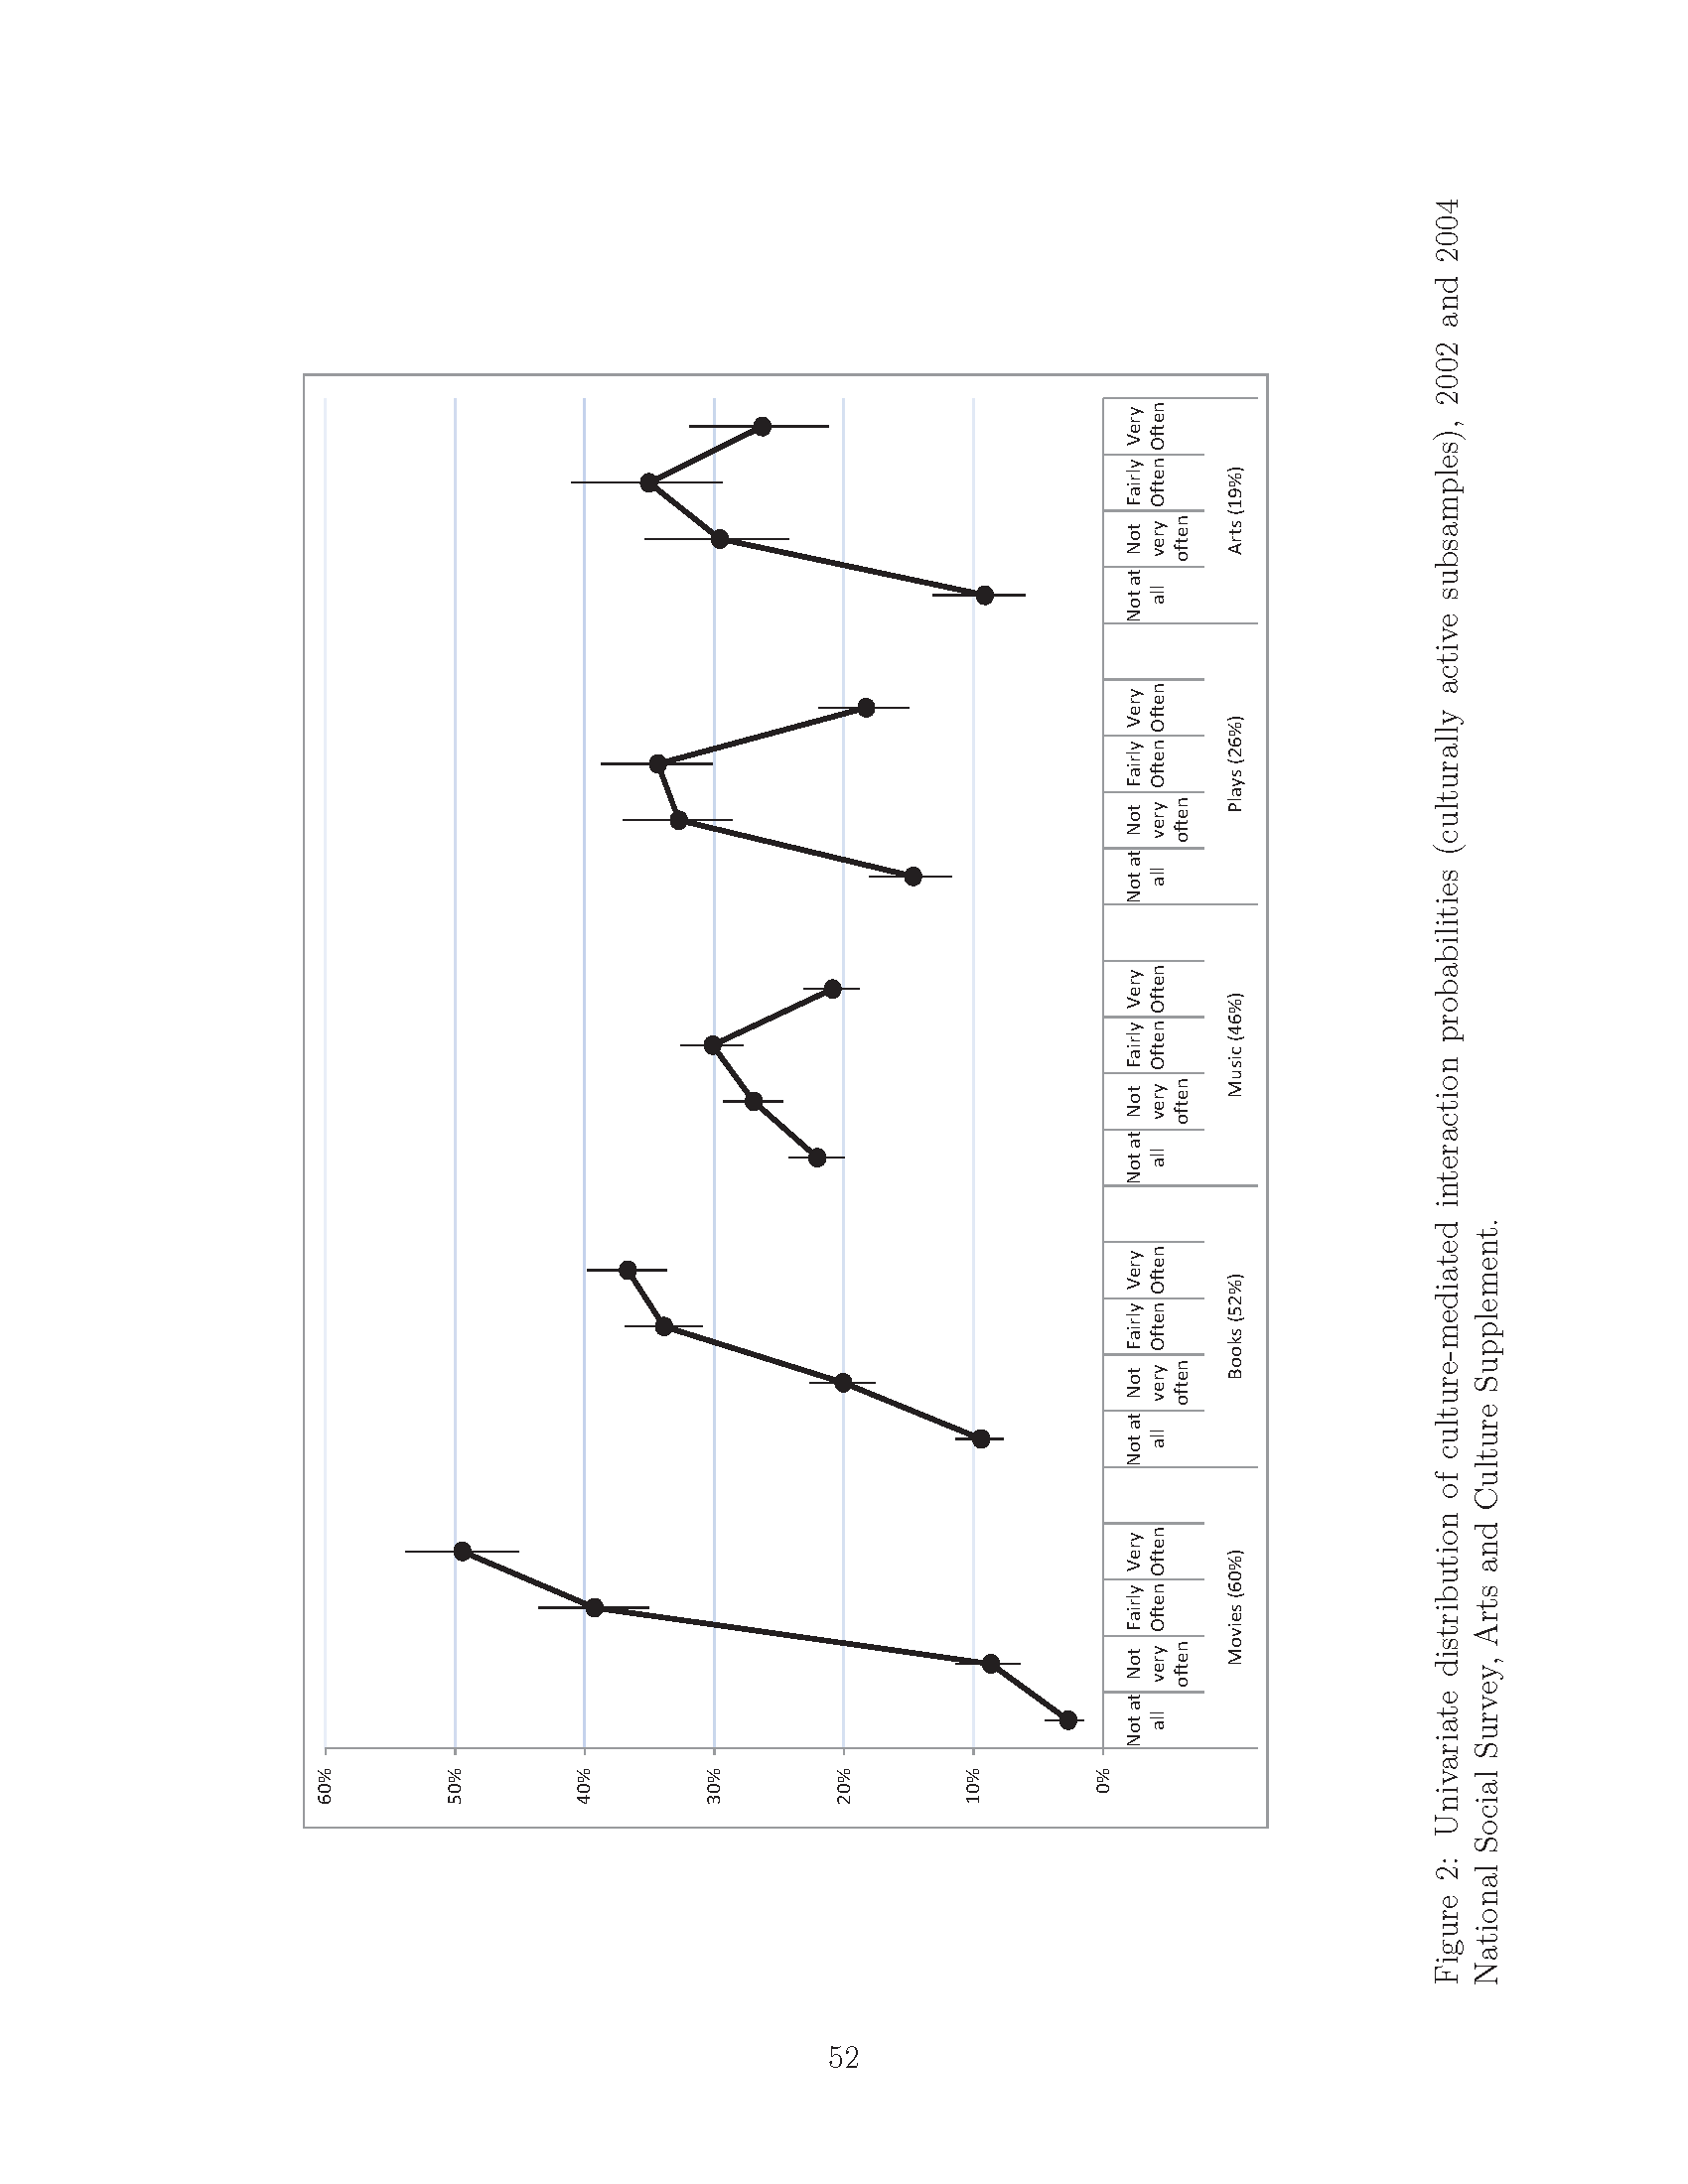 60%
50%
40%
30%
20%
10%
0%
Not at
all
Not
very
often
Fairly
Often
Very
Often
Not at
all
Not
very
often
Fairly
Often
Very
Often
Not at
all
Not
very
often
Fairly
Often
Very
Often
Not at
all
Not
very
often
Fairly
Often
Very
Often
Not at
all
Not
very
often
Fairly
Often
Very
Often
Movies (60%)
Books (52%)
Music (46%)
Plays (26%)
Arts (19%)
Figure 2: Univariate distribution of culture-mediated interaction probabilities (culturally active subsamples), 2002 and 2004
National Social Survey, Arts and Culture Supplement.
52